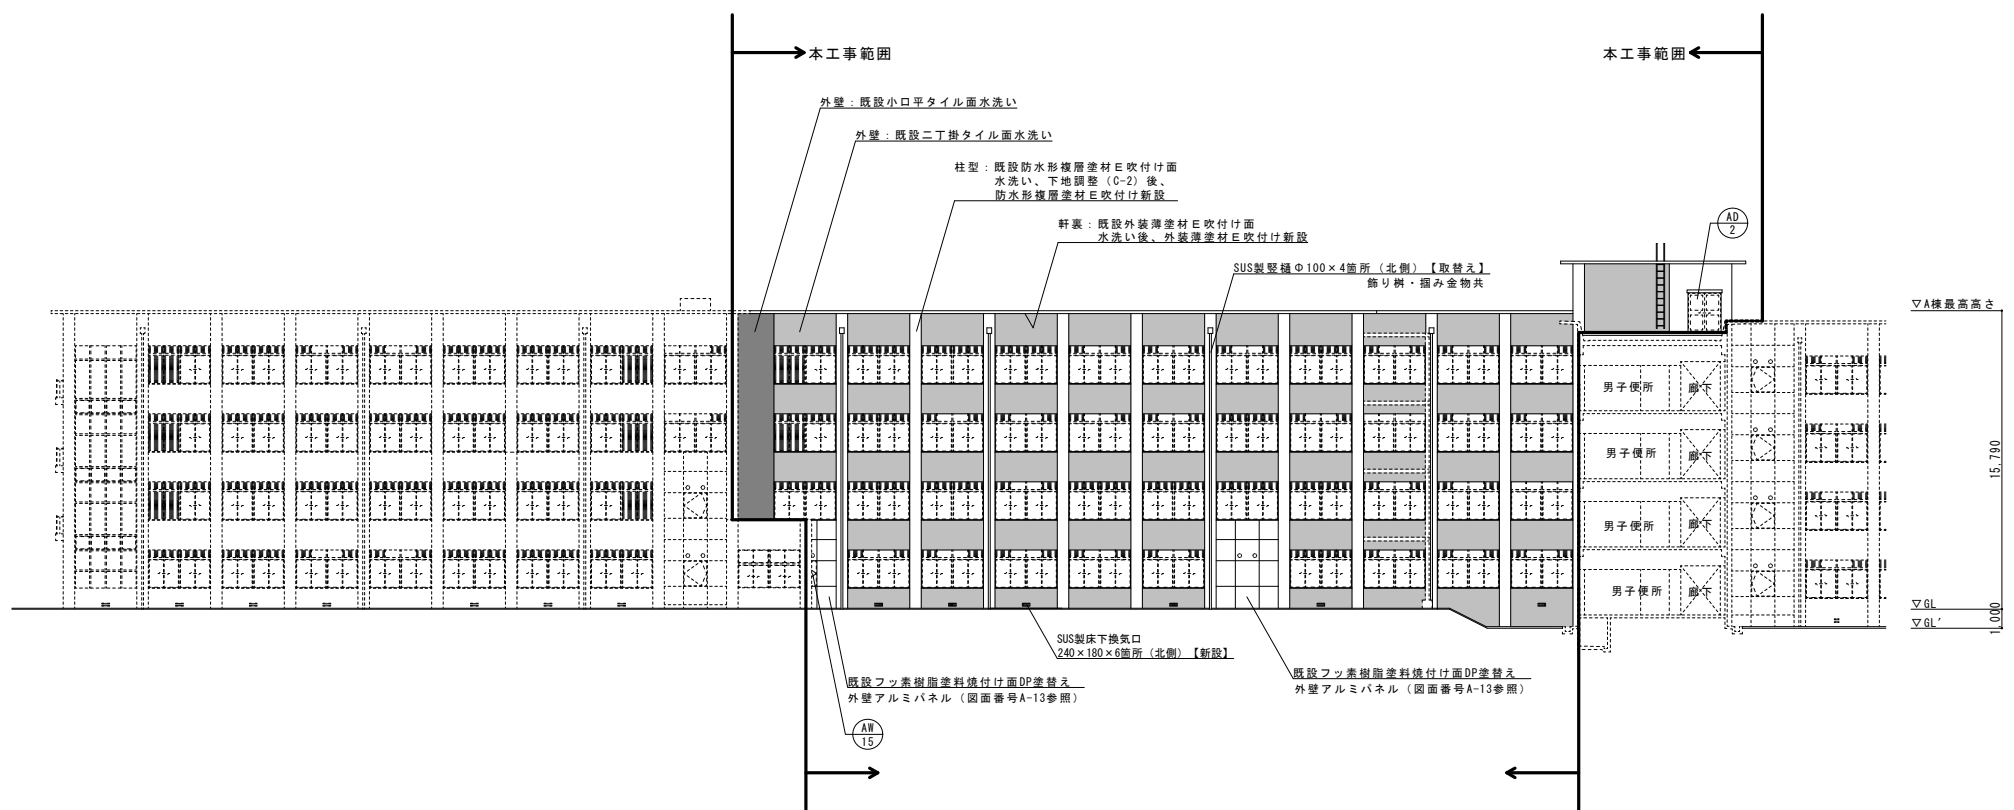 本工事範囲
本工事範囲
外壁：既設小口平タイル面水洗い
外壁：既設二丁掛タイル面水洗い
柱型：既設防水形複層塗材Ｅ吹付け面
水洗い、下地調整（C-2）後、
防水形複層塗材Ｅ吹付け新設
軒裏：既設外装薄塗材Ｅ吹付け面
水洗い後、外装薄塗材Ｅ吹付け新設
AD
2
SUS製竪樋Φ100×4箇所（北側）【取替え】
飾り桝・掴み金物共
▽A棟最高高さ
男子便所
廊下
男子便所
廊下
15,790
男子便所
廊下
男子便所
廊下
▽GL
▽GL′
1,000
SUS製床下換気口
240×180×6箇所（北側）【新設】
既設フッ素樹脂塗料焼付け面DP塗替え
外壁アルミパネル（図面番号A-13参照）
既設フッ素樹脂塗料焼付け面DP塗替え
外壁アルミパネル（図面番号A-13参照）
AW
15